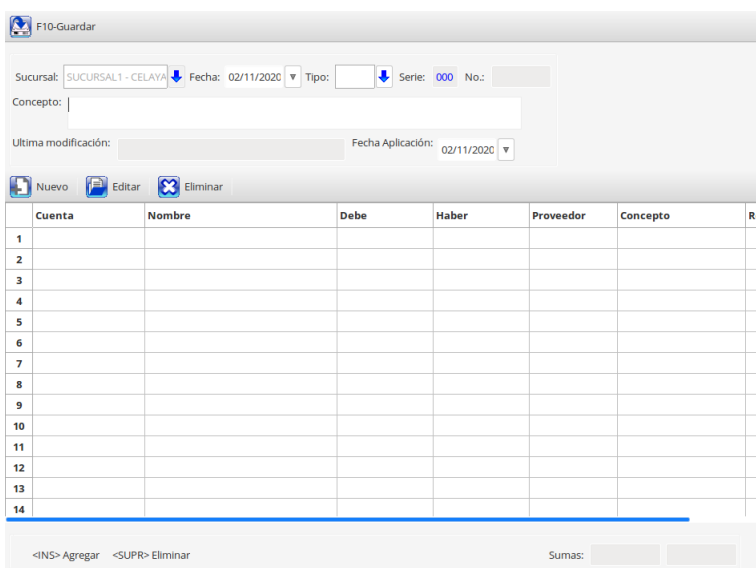 F10-Guardar
Sucursal: SUCURSAL1 - CELAYA Fecha: 02/11/2020 Tipo: Serie: 000 No.:
Concepto:
Ultima modificación: Fecha Aplicación: 02/11/2020
Nuevo Editar Eliminar
Cuenta Nombre Debe Haber Proveedor Concepto R
1
2
3
4
5
6
7
8
9
10
11
12
13
14
<INS> Agregar <SUPR> Eliminar Sumas: